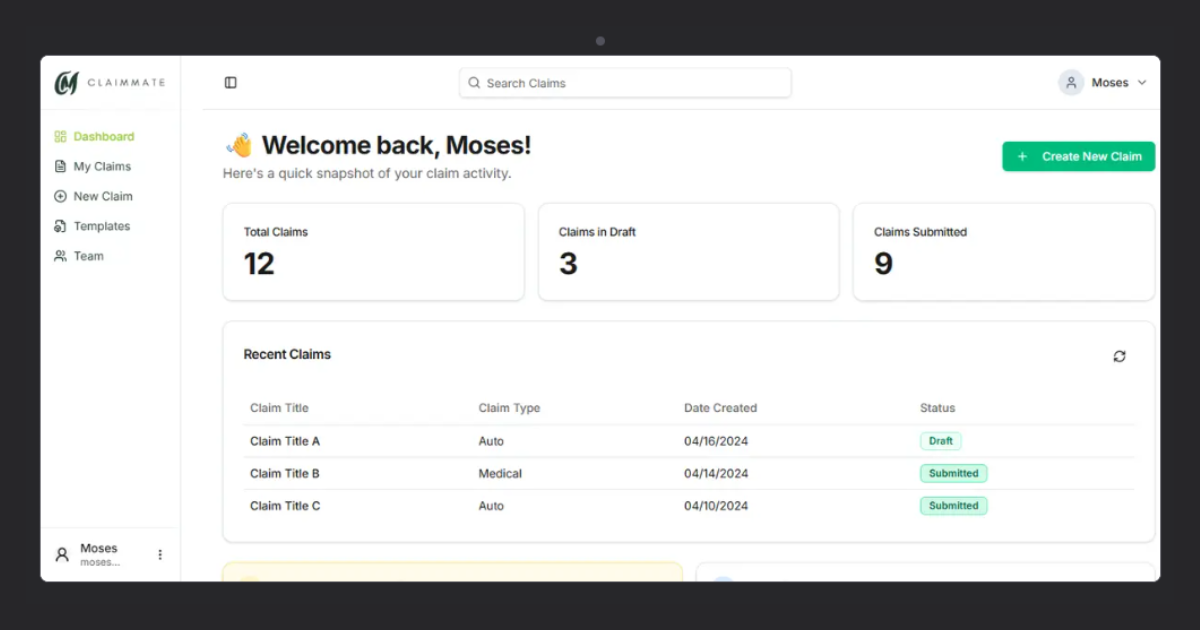 CLAIMMATE
Search Claims
Moses
Dashboard
My Claims
New Claim
Templates
Team
Welcome back, Moses!
Here's a quick snapshot of your claim activity.
+ Create New Claim
Total Claims
12
Claims in Draft
3
Claims Submitted
9
Recent Claims
Claim Title Claim Type Date Created Status
Claim Title A Auto 04/16/2024 Draft
Claim Title B Medical 04/14/2024 Submitted
Claim Title C Auto 04/10/2024 Submitted
Moses
moses...